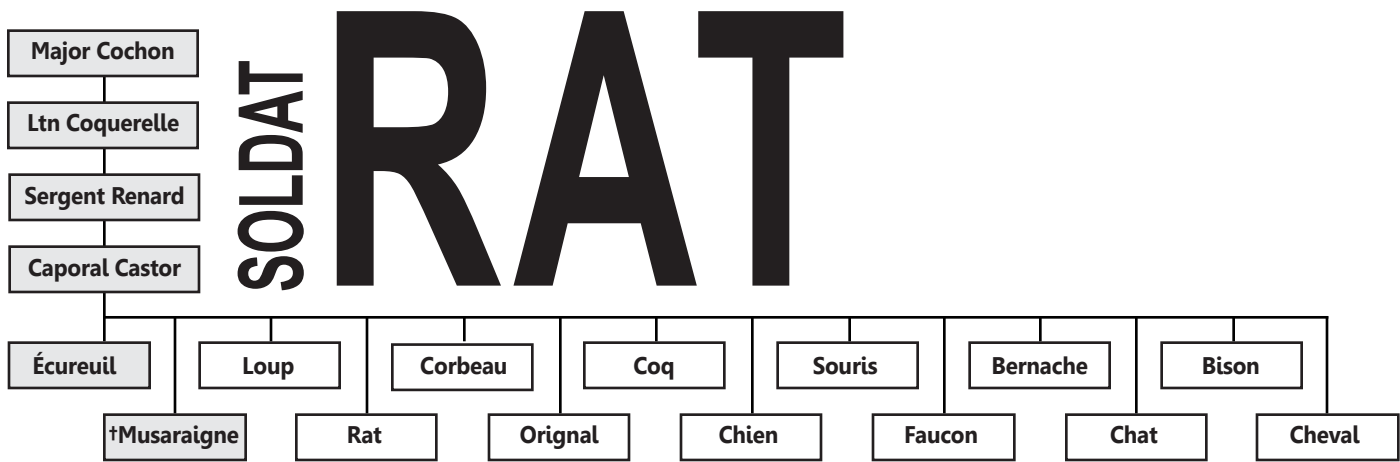 Major Cochon
Ltn Coquerelle
Sergent Renard
Caporal Castor
SOLDAT
RAT
Écureuil
Loup
Corbeau
Coq
Souris
Bernache
Bison
†Musaraigne
Rat
Orignal
Chien
Faucon
Chat
Cheval